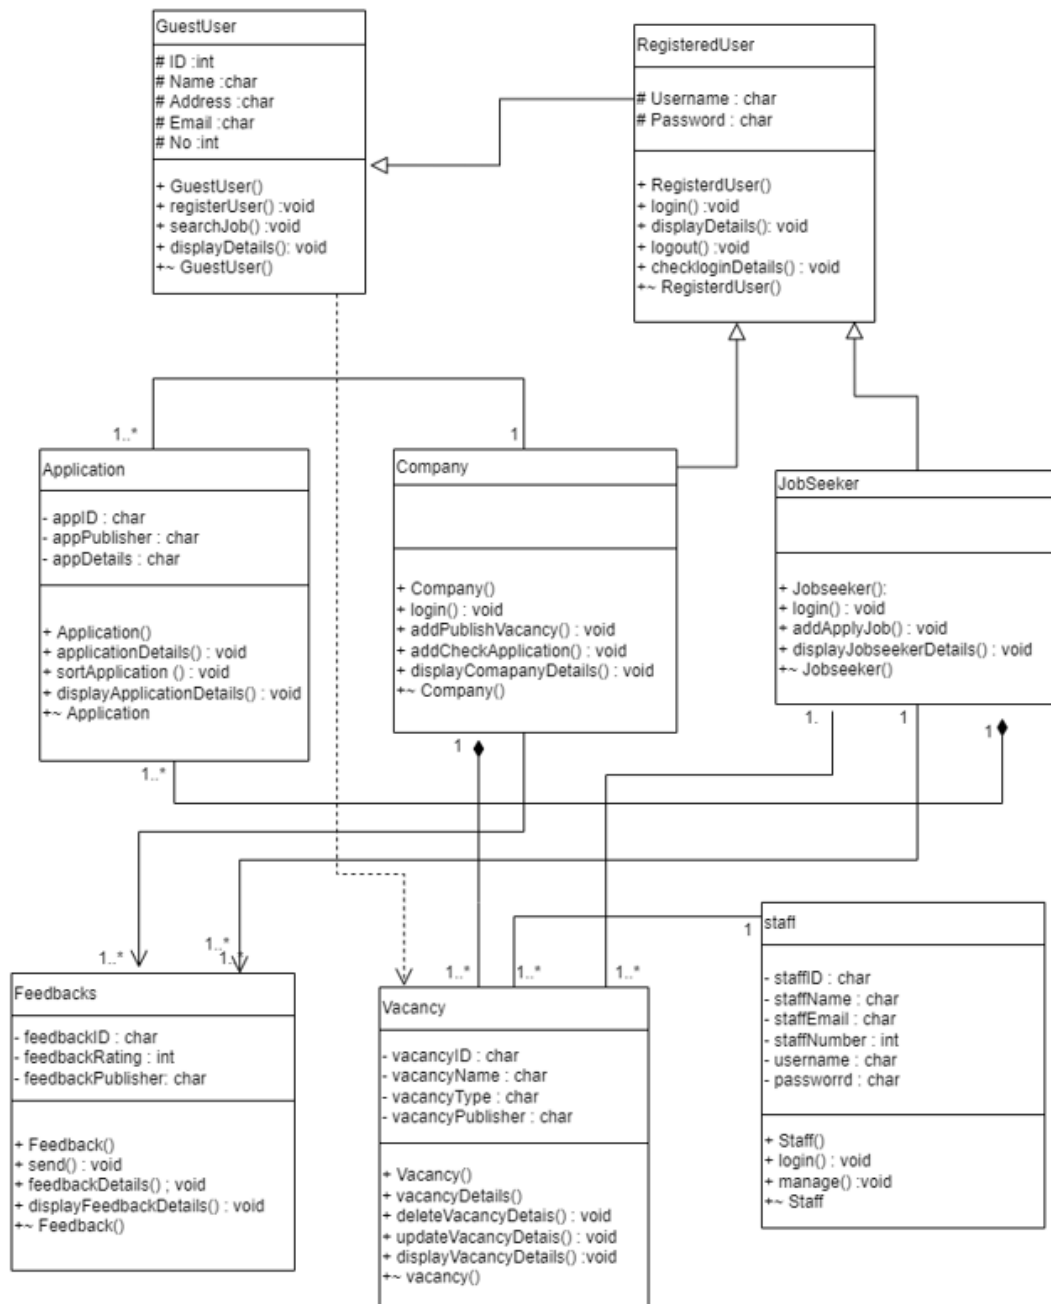 GuestUser
# ID :int
# Name :char
# Address :char
# Email :char
# No :int
+ GuestUser()
+ registerUser() :void
+ searchJob() :void
+ displayDetails(): void
+~ GuestUser()
RegisteredUser
# Username : char
# Password : char
+ RegisterdUser()
+ login() :void
+ displayDetails(): void
+ logout() :void
+ checkloginDetails() : void
+~ RegisterdUser()
1..*
1
Application
- appID : char
- appPublisher : char
- appDetails : char
+ Application()
+ applicationDetails() : void
+ sortApplication () : void
+ displayApplicationDetails() : void
+~ Application
1..*
Company
+ Company()
+ login() : void
+ addPublishVacancy() : void
+ addCheckApplication() : void
+ displayComapanyDetails() : void
+~ Company()
1
JobSeeker
+ Jobseeker():
+ login() : void
+ addApplyJob() : void
+ displayJobseekerDetails() : void
+~ Jobseeker()
1.
1
1
1..*
1..*
1..*
Feedbacks
- feedbackID : char
- feedbackRating : int
- feedbackPublisher: char
+ Feedback()
+ send() : void
+ feedbackDetails() ; void
+ displayFeedbackDetails() : void
+~ Feedback()
1..*
1..*
1..*
Vacancy
- vacancyID : char
- vacancyName : char
- vacancyType : char
- vacancyPublisher : char
+ Vacancy()
+ vacancyDetails()
+ deleteVacancyDetais() : void
+ updateVacancyDetais() : void
+ displayVacancyDetails() :void
+~ vacancy()
1
staff
- staffID : char
- staffName : char
- staffEmail : char
- staffNumber : int
- username : char
- passworrd : char
+ Staff()
+ login() : void
+ manage() :void
+~ Staff